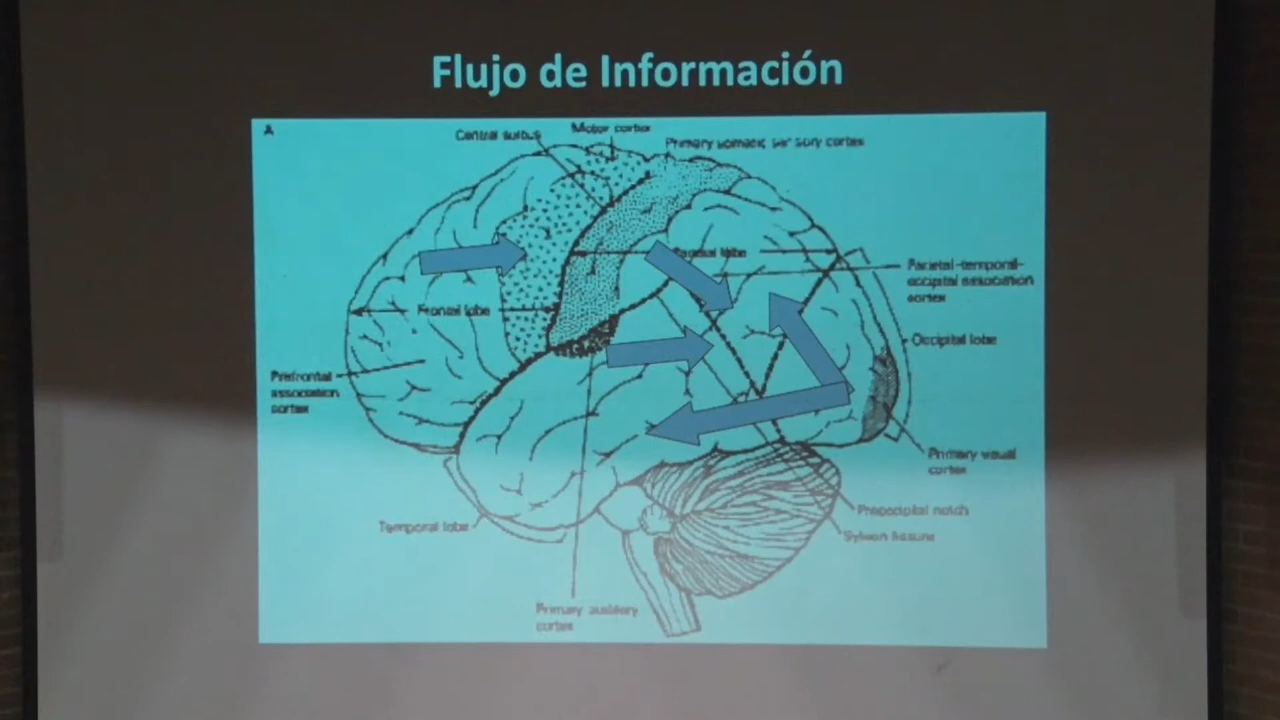 Flujo de Información
A
Central sulcus
Motor cortex
Primary somatic sensory cortex
Parietal lobe
Parietal-temporal-
occipital association
cortex
Frontal lobe
Occipital lobe
Prefrontal
association
cortex
Primary visual
cortex
Preoccipital notch
Temporal lobe
Sylvian fissure
Primary auditory
cortex